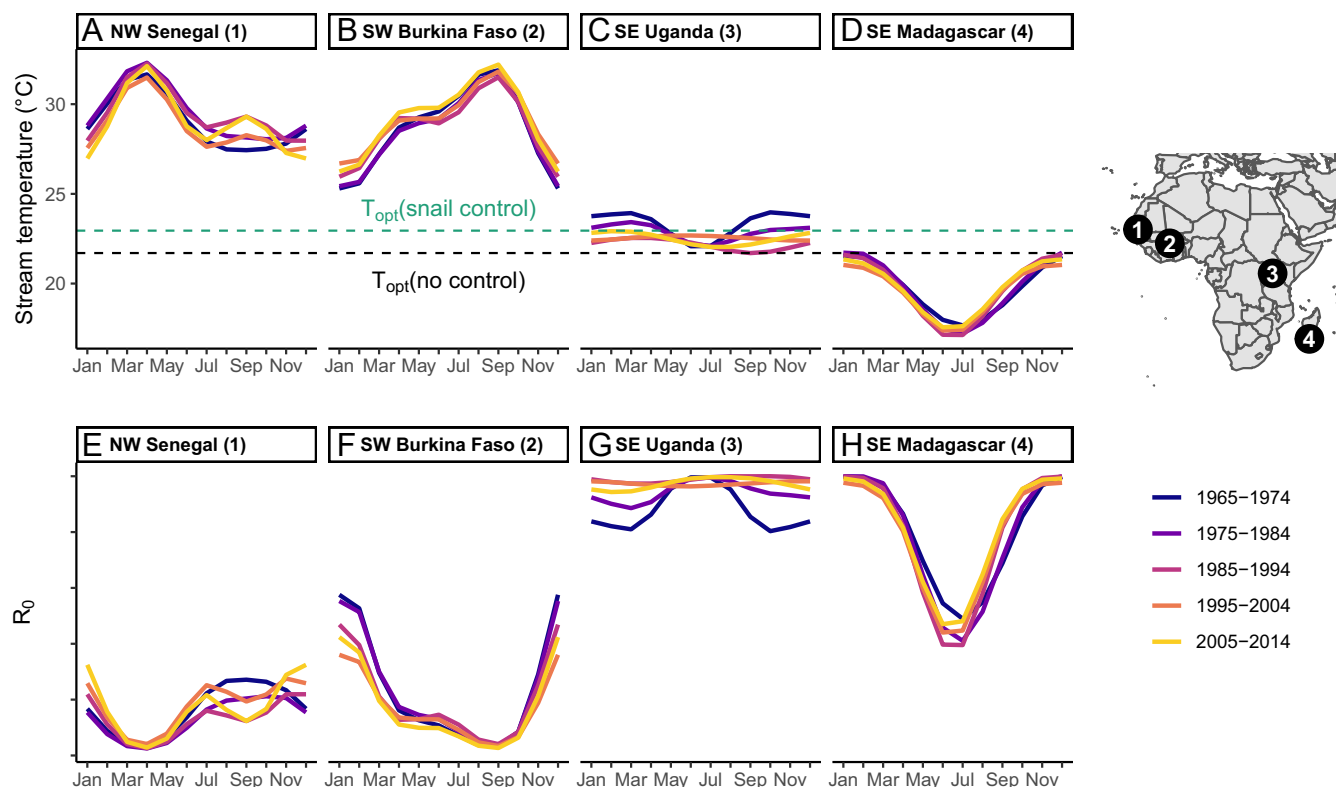 A NW Senegal (1) B SW Burkina Faso (2) C SE Uganda (3) D SE Madagascar (4)
Stream temperature (°C)
30
25
20
Topt(snail control)
Topt(no control)
Jan Mar May Jul Sep Nov Jan Mar May Jul Sep Nov Jan Mar May Jul Sep Nov Jan Mar May Jul Sep Nov
1
2
3
4
E NW Senegal (1) F SW Burkina Faso (2) G SE Uganda (3) H SE Madagascar (4)
R0
Jan Mar May Jul Sep Nov Jan Mar May Jul Sep Nov Jan Mar May Jul Sep Nov Jan Mar May Jul Sep Nov
1965−1974
1975−1984
1985−1994
1995−2004
2005−2014